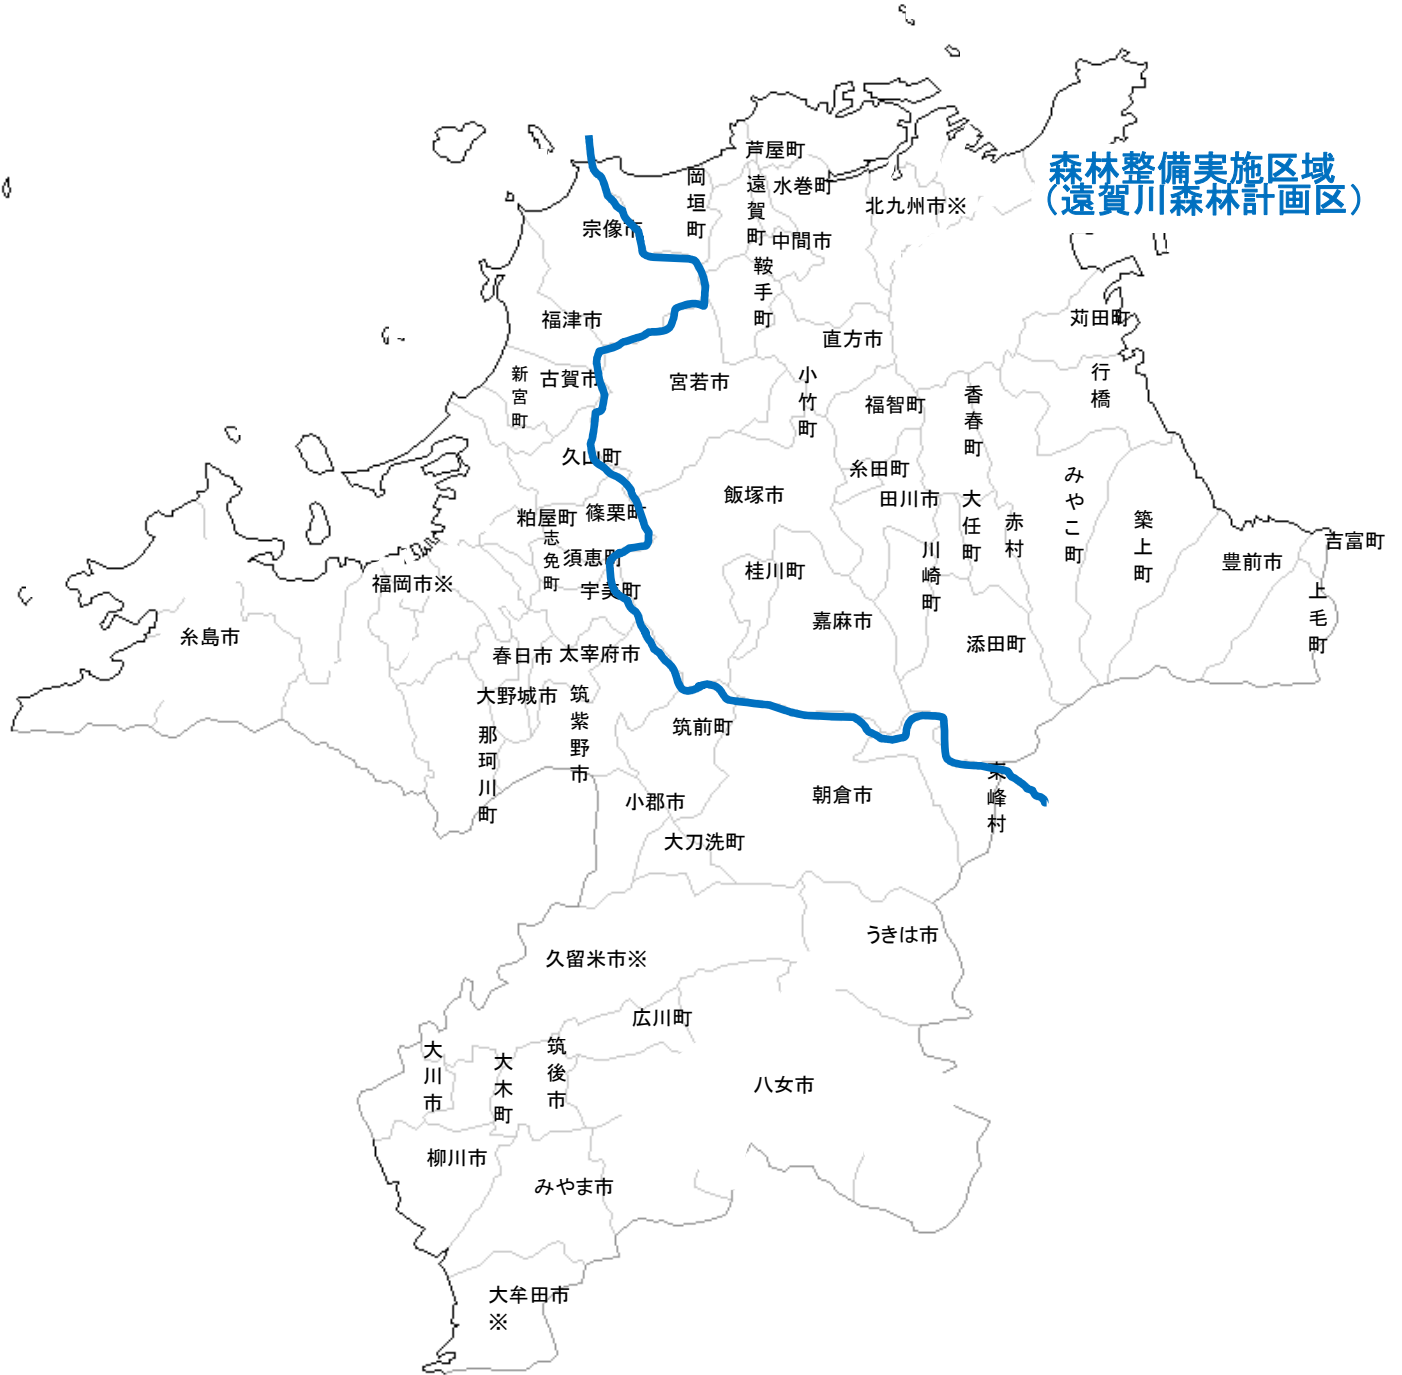 森林整備実施区域
（遠賀川森林計画区）
芦屋町
岡垣町
遠賀町
水巻町
北九州市※
宗像市
中間市
鞍手町
福津市
苅田町
直方市
新宮町
古賀市
宮若市
小竹町
行橋
福智町
香春町
久山町
糸田町
みやこ町
飯塚市
田川市
大任町
粕屋町
篠栗町
赤村
築上町
志免町
須恵町
川崎町
吉富町
豊前市
福岡市※
宇美町
桂川町
上毛町
糸島市
嘉麻市
添田町
春日市
太宰府市
大野城市
筑紫野市
那珂川町
筑前町
小郡市
朝倉市
東峰村
大刀洗町
うきは市
久留米市※
広川町
大川市
大木町
筑後市
八女市
柳川市
みやま市
大牟田市
※